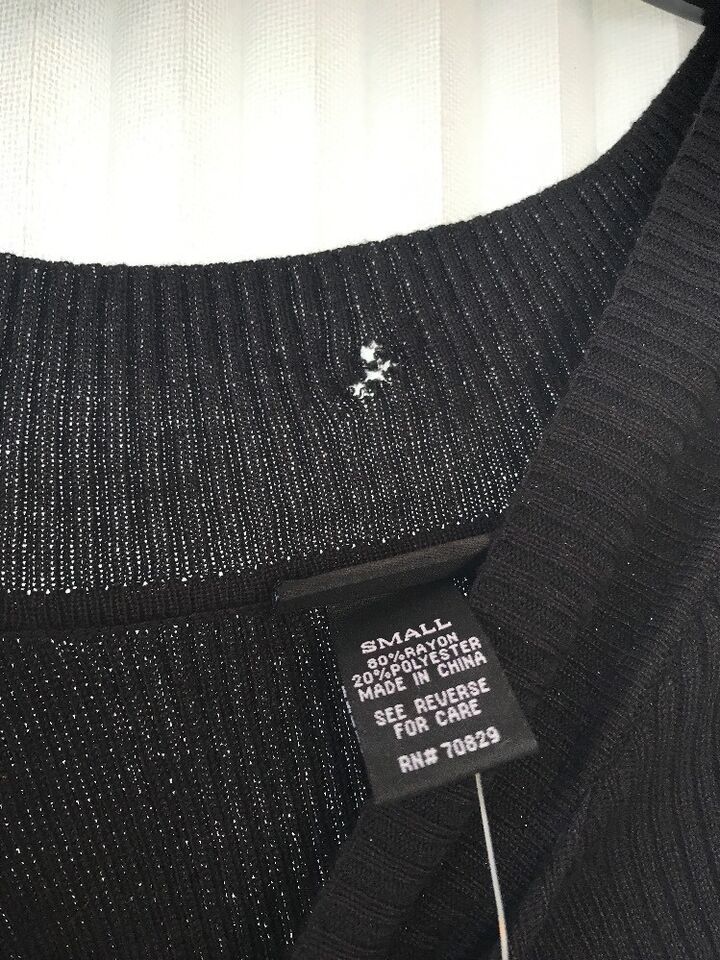 SMALL
80%RAYON
20%POLYESTER
MADE IN CHINA
SEE REVERSE
FOR CARE
RN# 70829